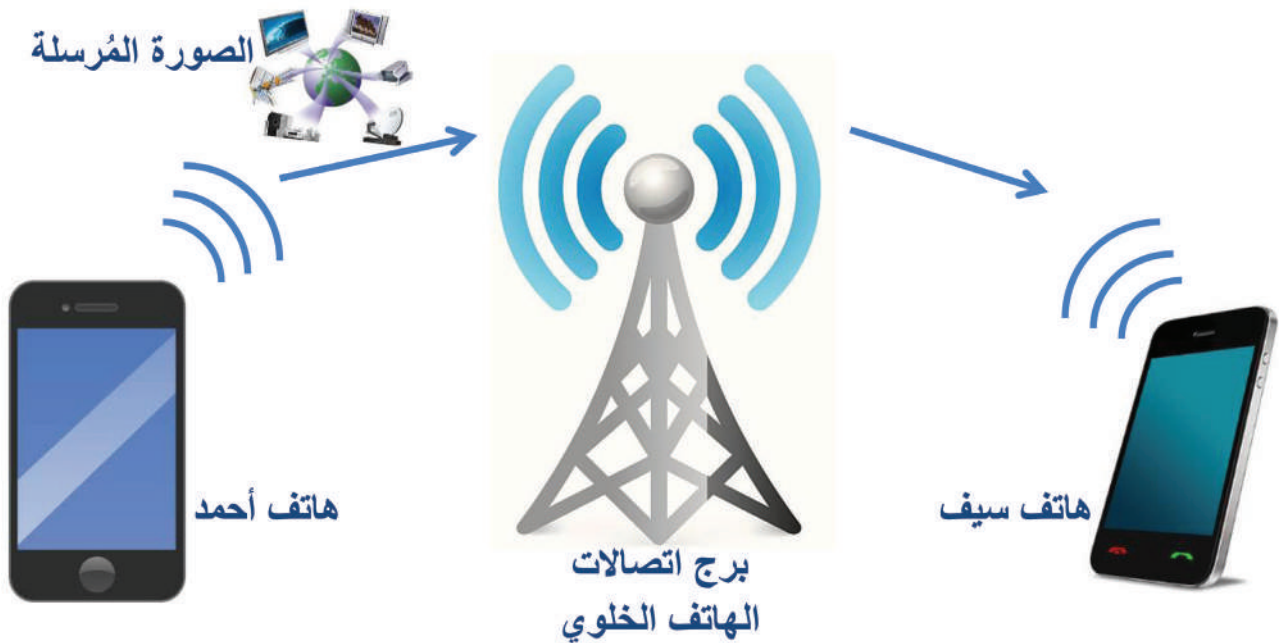 الصورة المُرسلة
هاتف أحمد
هاتف سيف
برج اتصالات
الهاتف الخلوي